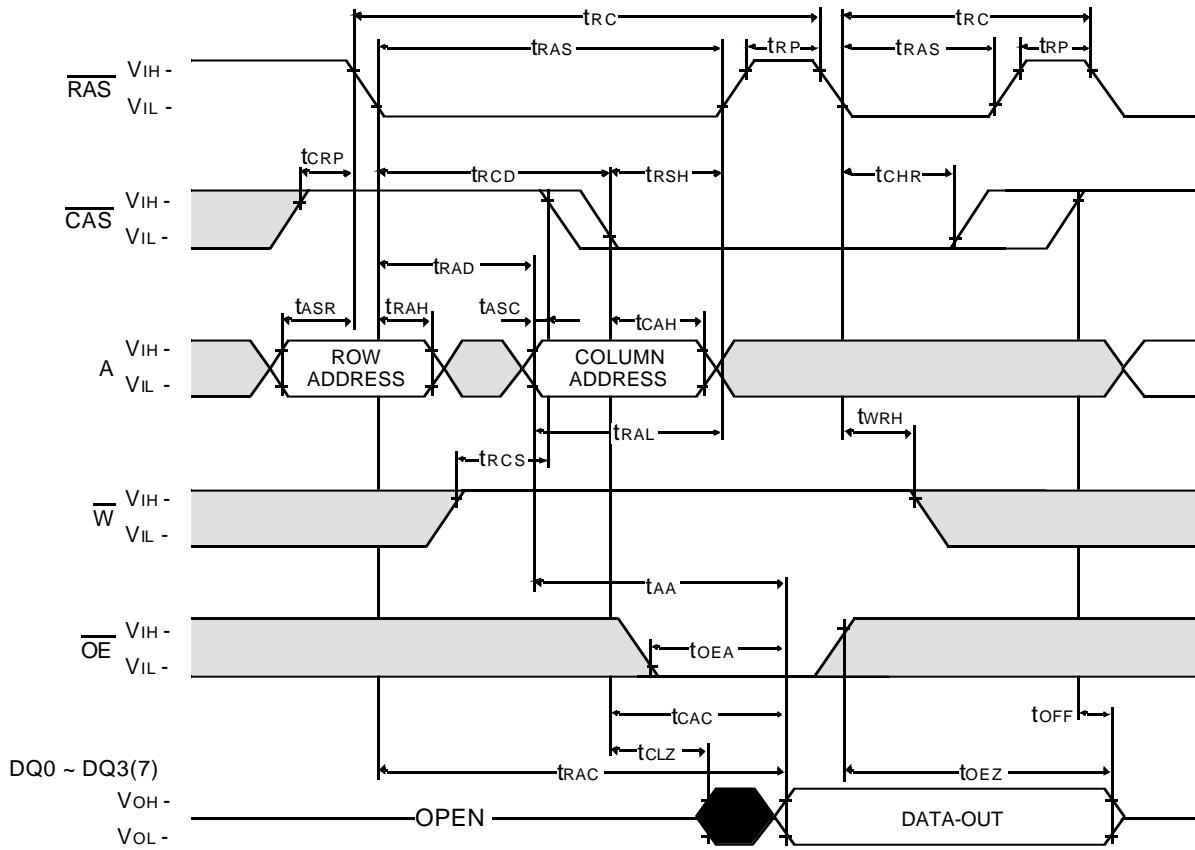 tRC tRC
tRAS tRP tRAS tRP
RAS VIH -
VIL -
tCRP tRCD tRSH tCHR
CAS VIH -
VIL -
tRAD
tASR tRAH tASC tCAH
A VIH -
VIL -
ROW ADDRESS
COLUMN ADDRESS
tWRH
tRAL
tRCS
W VIH -
VIL -
tAA
OE VIH -
VIL -
tOEA
tCAC tOFF
tCLZ
DQ0 ~ DQ3(7)
tRAC tOEZ
VOH -
VOL -
OPEN DATA-OUT